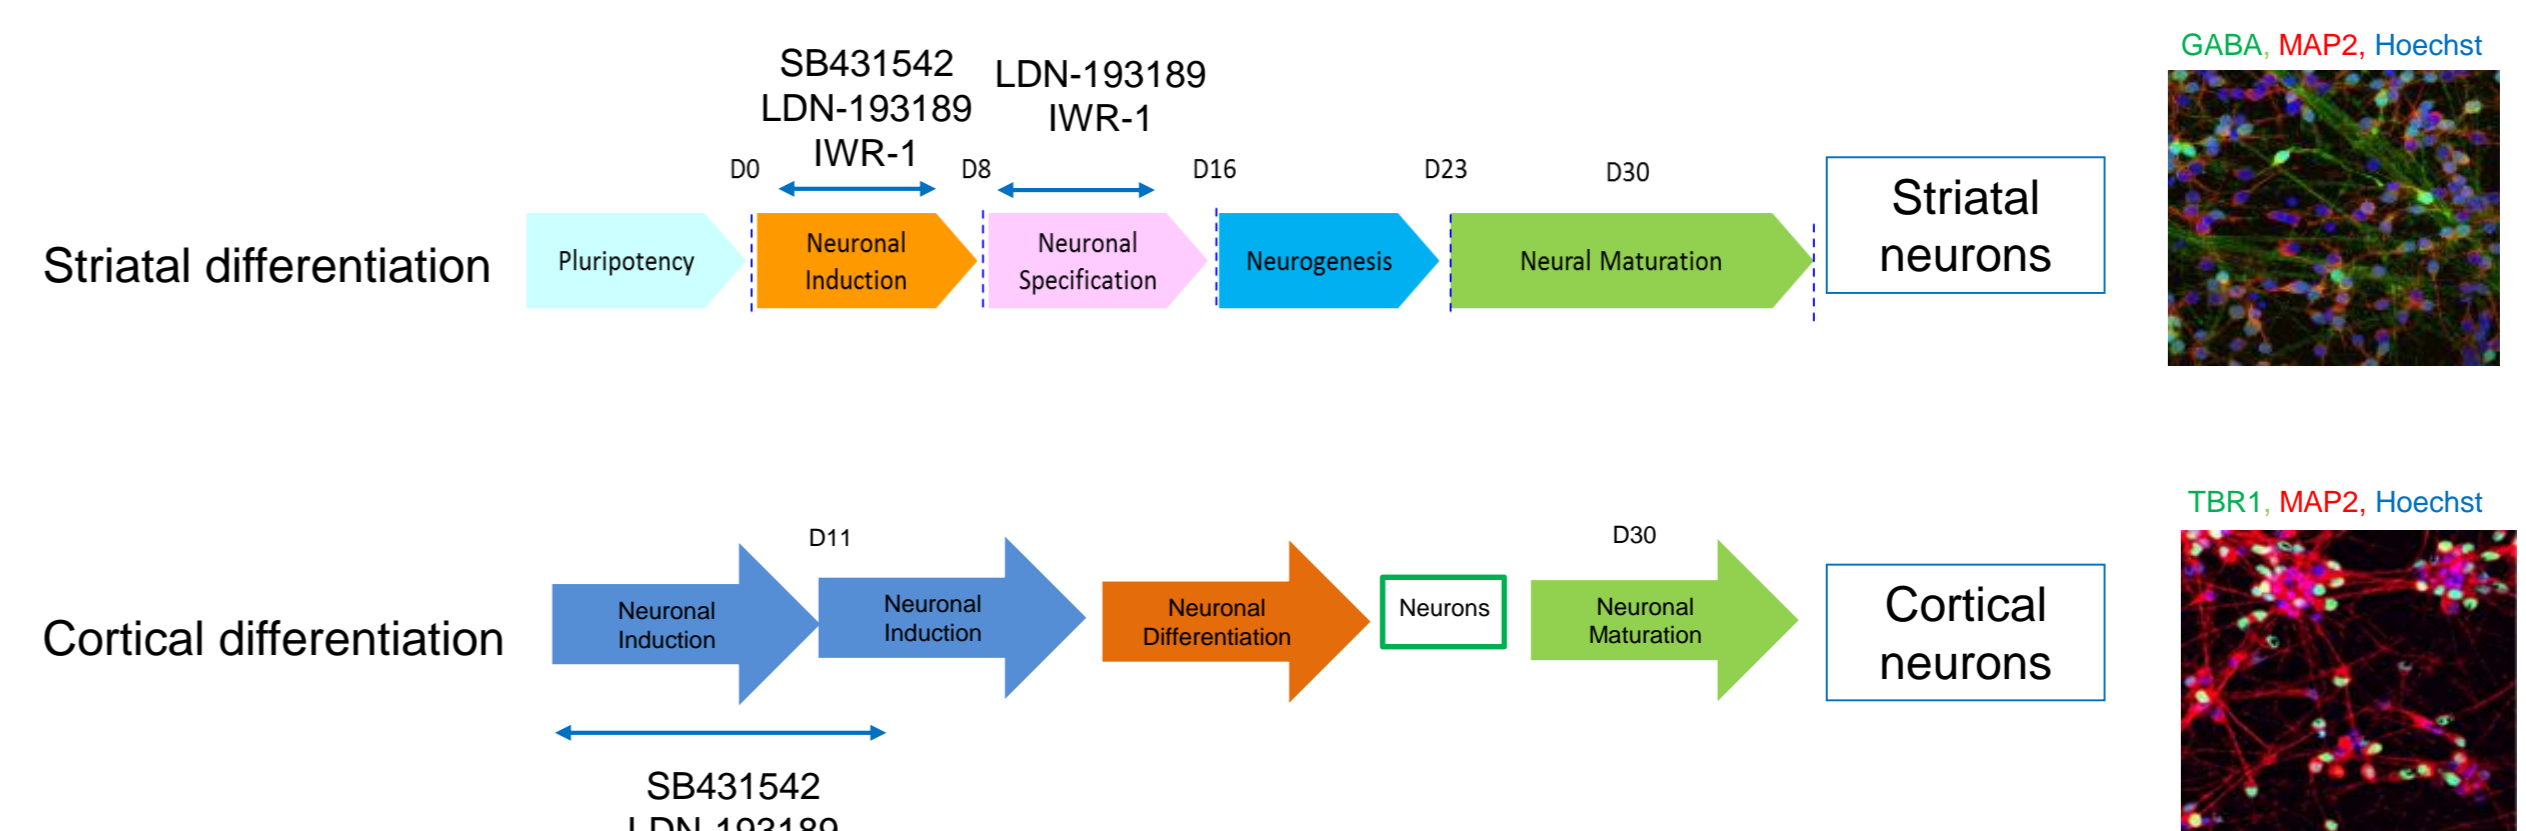 SB431542
LDN-193189
IWR-1
LDN-193189
IWR-1
GABA, MAP2, Hoechst
D0
D8
D16
D23
D30
Striatal differentiation
Pluripotency
Neuronal
Induction
Neuronal
Specification
Neurogenesis
Neural Maturation
Striatal
neurons
TBR1, MAP2, Hoechst
D11
D30
Cortical differentiation
Neuronal
Induction
Neuronal
Induction
Neuronal
Differentiation
Neurons
Neuronal
Maturation
Cortical
neurons
SB431542
LDN-193189